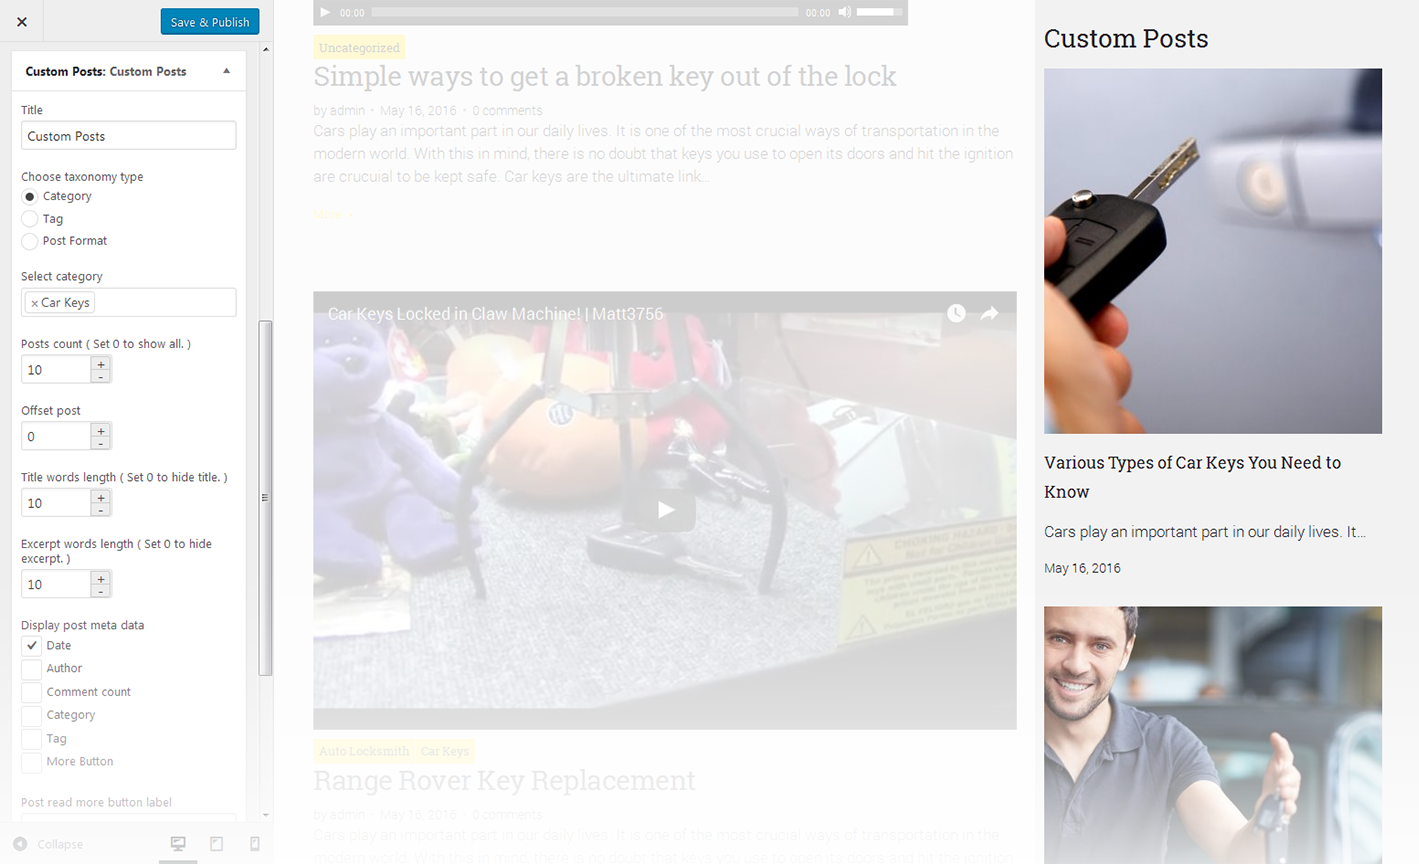 Save & Publish
Custom Posts: Custom Posts
Title
Custom Posts
Choose taxonomy type
Category
Tag
Post Format
Select category
× Car Keys
Posts count ( Set 0 to show all. )
10
+
-
Offset post
0
+
-
Title words length ( Set 0 to hide title. )
10
+
-
Excerpt words length ( Set 0 to hide
excerpt. )
10
+
-
Display post meta data
Date
Author
Comment count
Category
Tag
More Button
Post read more button label
Collapse
00:00
00:00
Uncategorized
Simple ways to get a broken key out of the lock
by admin • May 16, 2016 • 0 comments
Cars play an important part in our daily lives. It is one of the most crucial ways of transportation in the
modern world. With this in mind, there is no doubt that keys you use to open its doors and hit the ignition
are crucuial to be kept safe. Car keys are the ultimate link...
More
Car Keys Locked in Claw Machine! | Matt3756
CHOKING HAZARD
Auto Locksmith Car Keys
Range Rover Key Replacement
by admin • May 16, 2016 • 0 comments
Cars play an important part in our daily lives. It is one of the most crucial ways of transportation in the
modern world. With this in mind, there is no doubt that keys you use to open its doors and hit the ignition
Custom Posts
Various Types of Car Keys You Need to
Know
Cars play an important part in our daily lives. It...
May 16, 2016